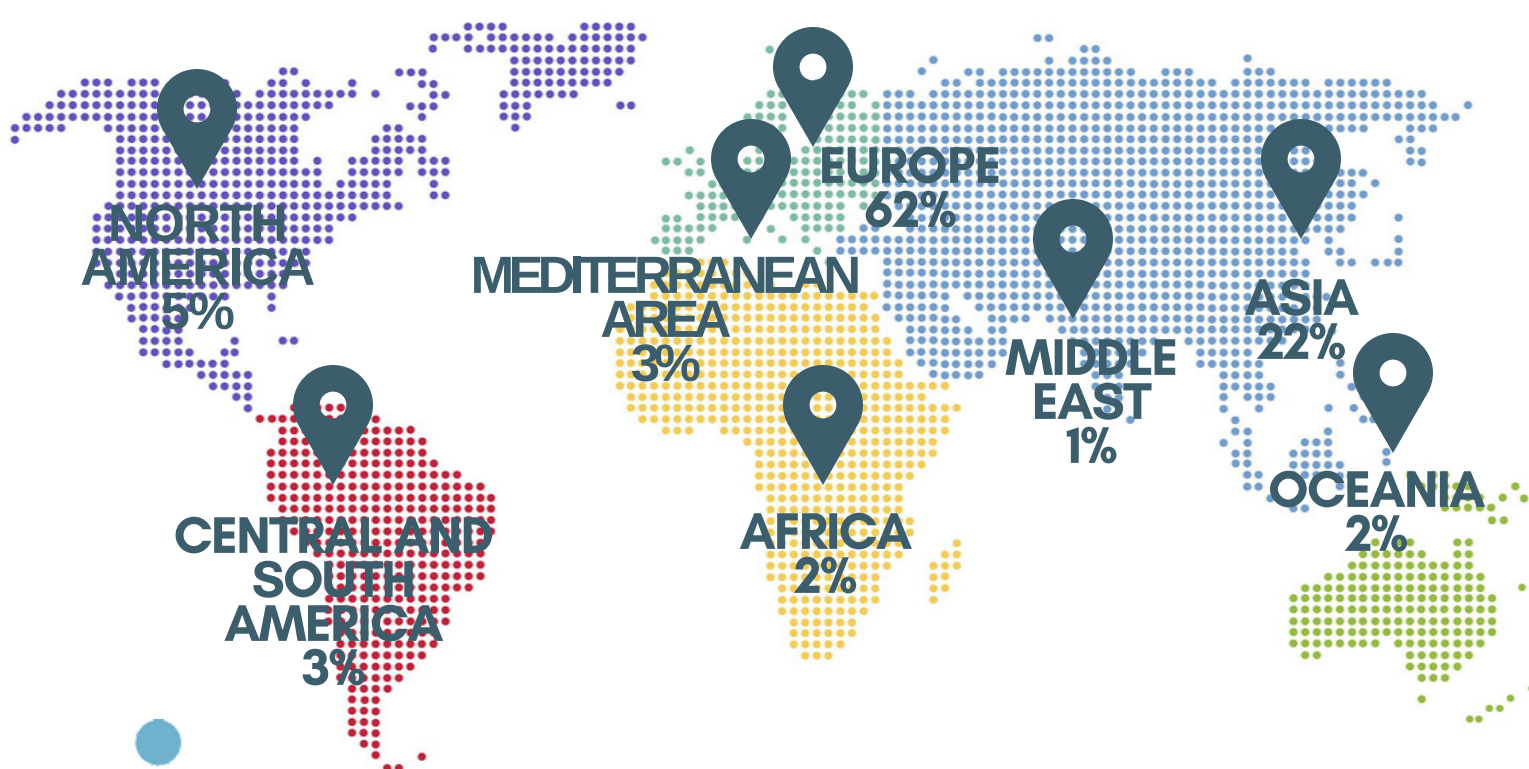 EUROPE
62%
NORTH
AMERICA
5%
MEDITERRANEAN
AREA
3%
ASIA
22%
MIDDLE
EAST
1%
OCEANIA
2%
AFRICA
2%
CENTRAL AND
SOUTH
AMERICA
3%